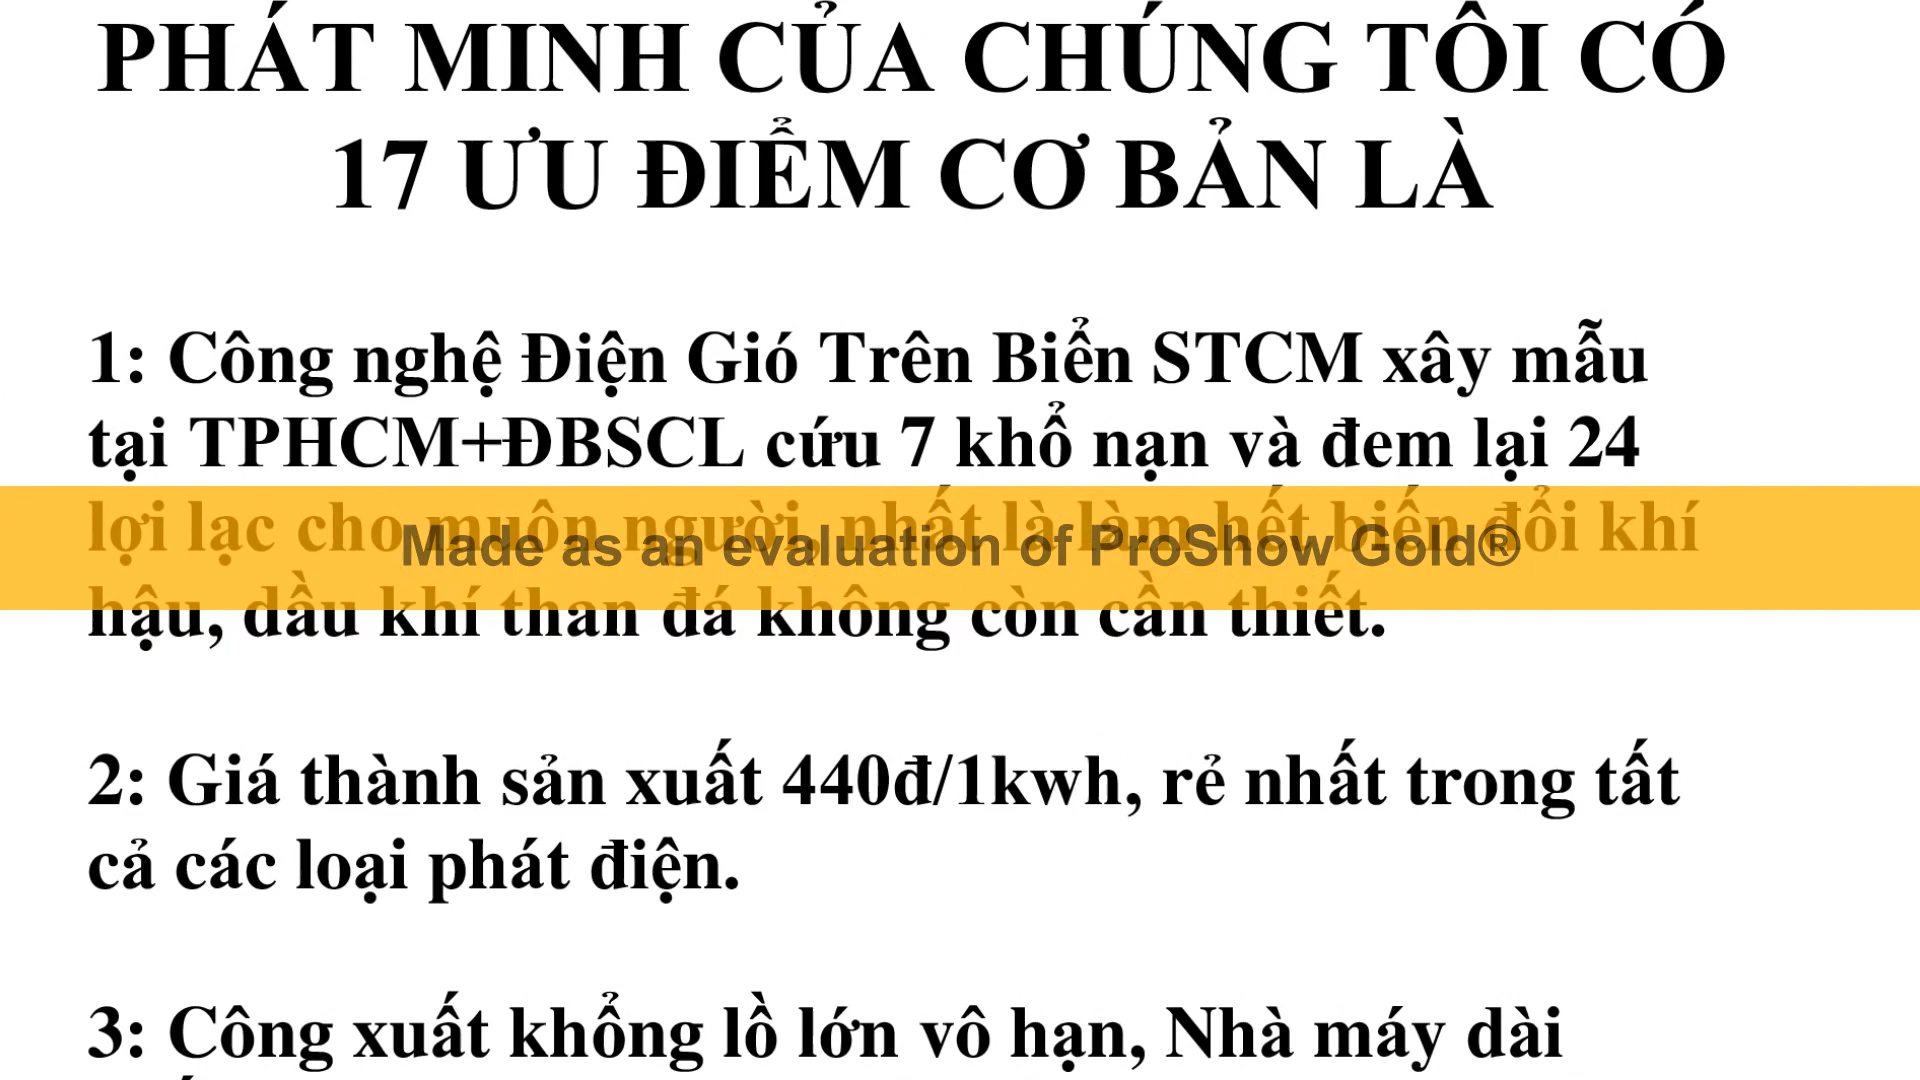 PHÁT MINH CỦA CHÚNG TÔI CÓ
17 ƯU ĐIỂM CƠ BẢN LÀ
1: Công nghệ Điện Gió Trên Biển STCM xây mẫu
tại TPHCM+ĐBSCL cứu 7 khổ nạn và đem lại 24
lợi lạc cho muôn người, nhất là làm hết biến đổi khí
Made as an evaluation of ProShow Gold®
hậu, dầu khí than đá không còn cần thiết.
2: Giá thành sản xuất 440đ/1kwh, rẻ nhất trong tất
cả các loại phát điện.
3: Công xuất khổng lồ lớn vô hạn, Nhà máy dài